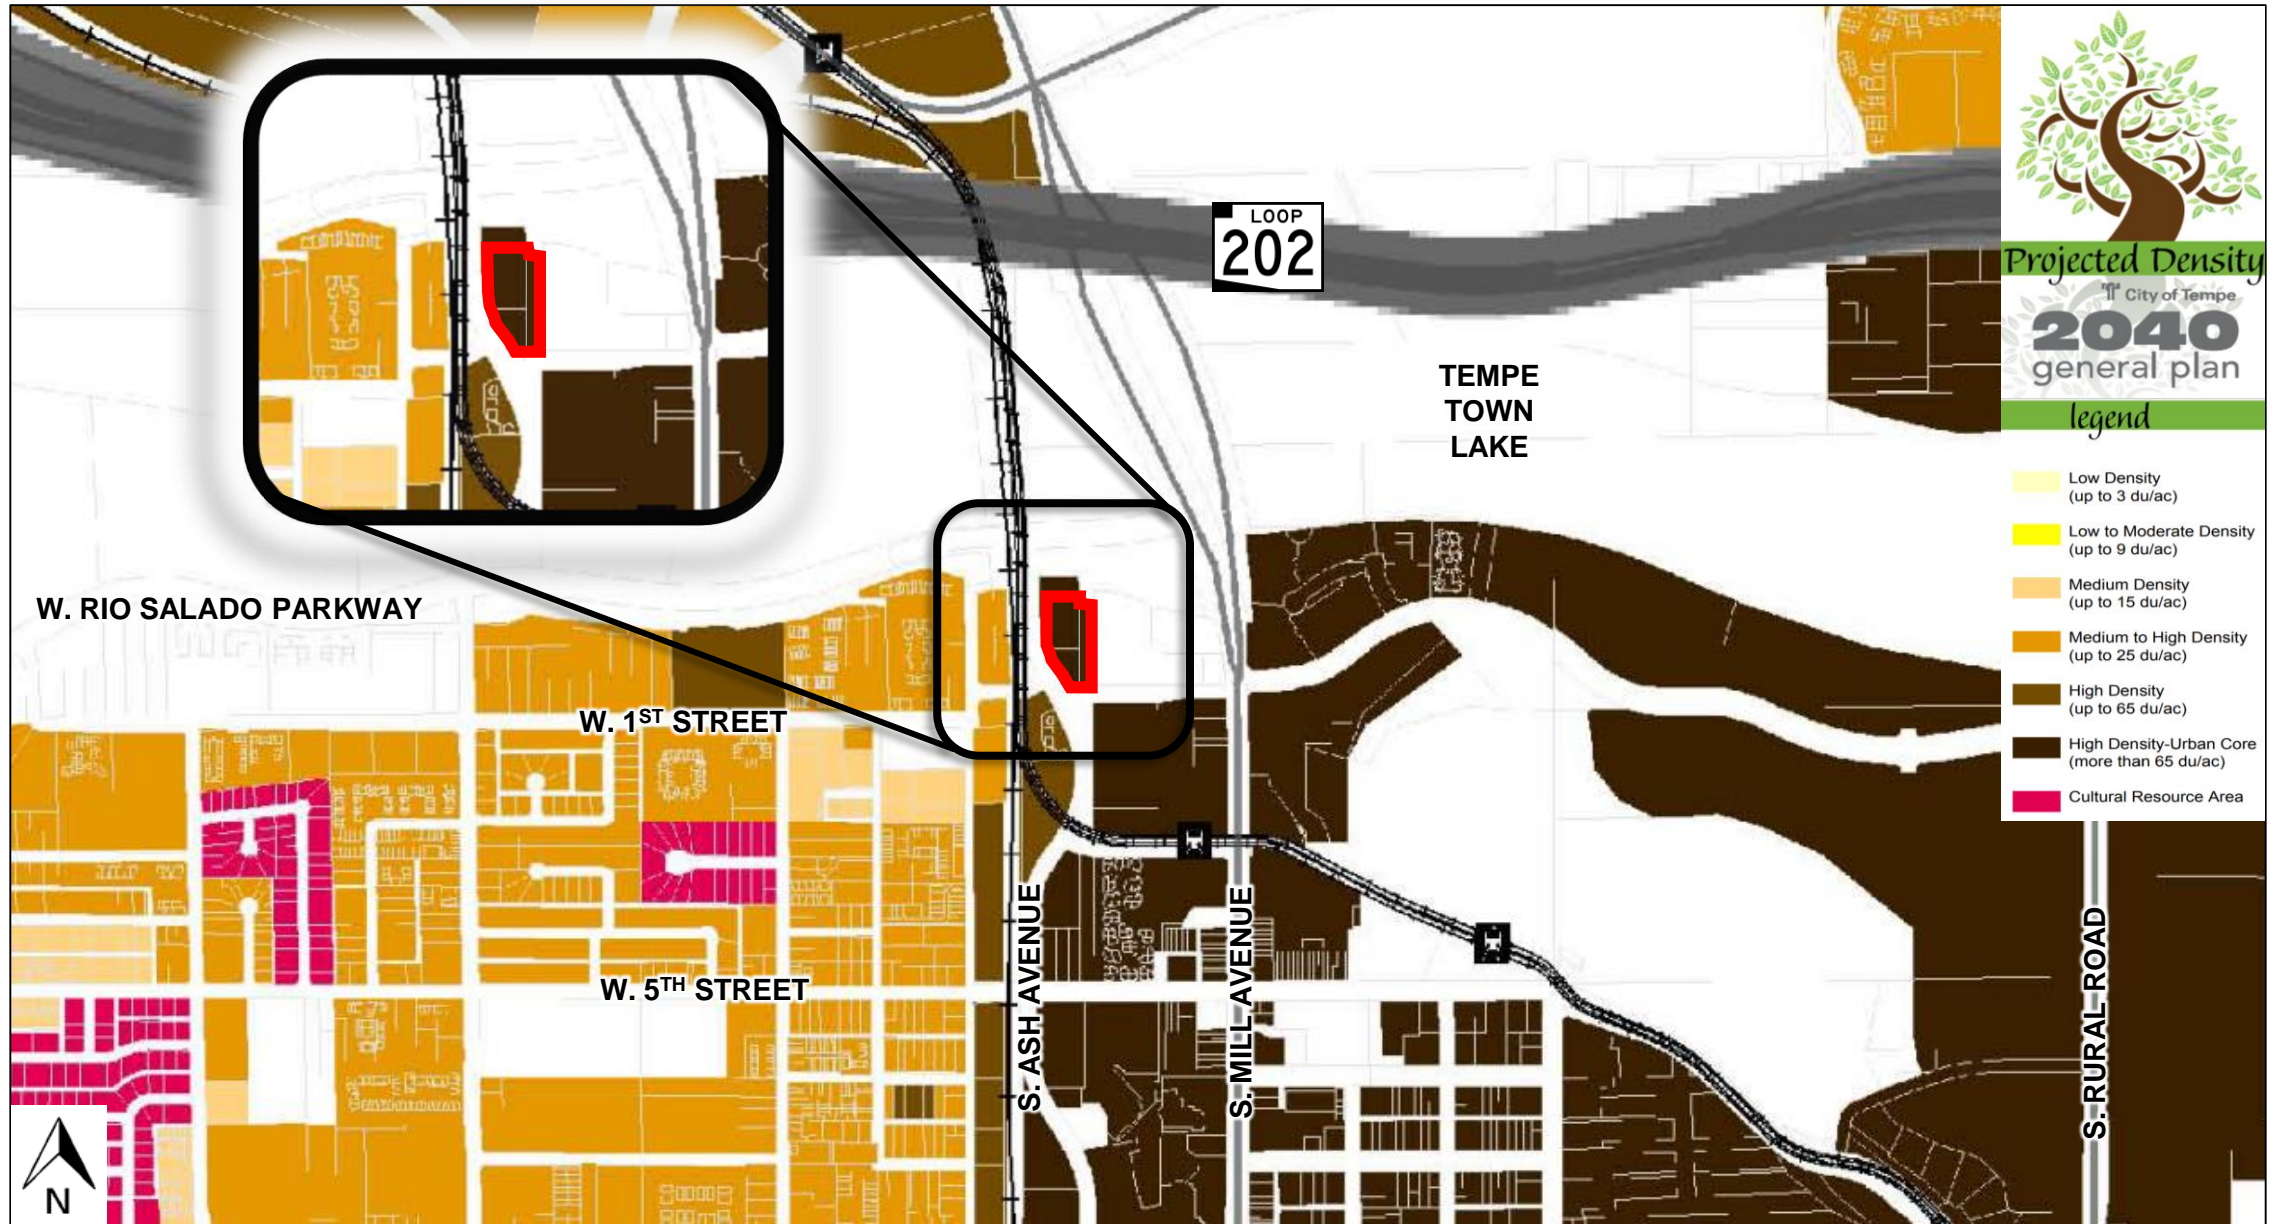 LOOP
202
TEMPE
TOWN
LAKE
W. RIO SALADO PARKWAY
W. 1ST STREET
W. 5TH STREET
S. ASH AVENUE
S. MILL AVENUE
S. RURAL ROAD
N
Projected Density
City of Tempe
2040
general plan
legend
Low Density
(up to 3 du/ac)
Low to Moderate Density
(up to 9 du/ac)
Medium Density
(up to 15 du/ac)
Medium to High Density
(up to 25 du/ac)
High Density
(up to 65 du/ac)
High Density-Urban Core
(more than 65 du/ac)
Cultural Resource Area